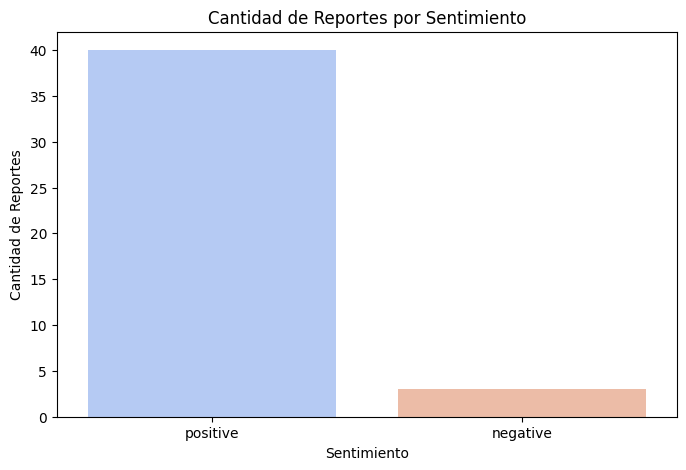 Cantidad de Reportes por Sentimiento
Cantidad de Reportes
40
35
30
25
20
15
10
5
0
positive
negative
Sentimiento